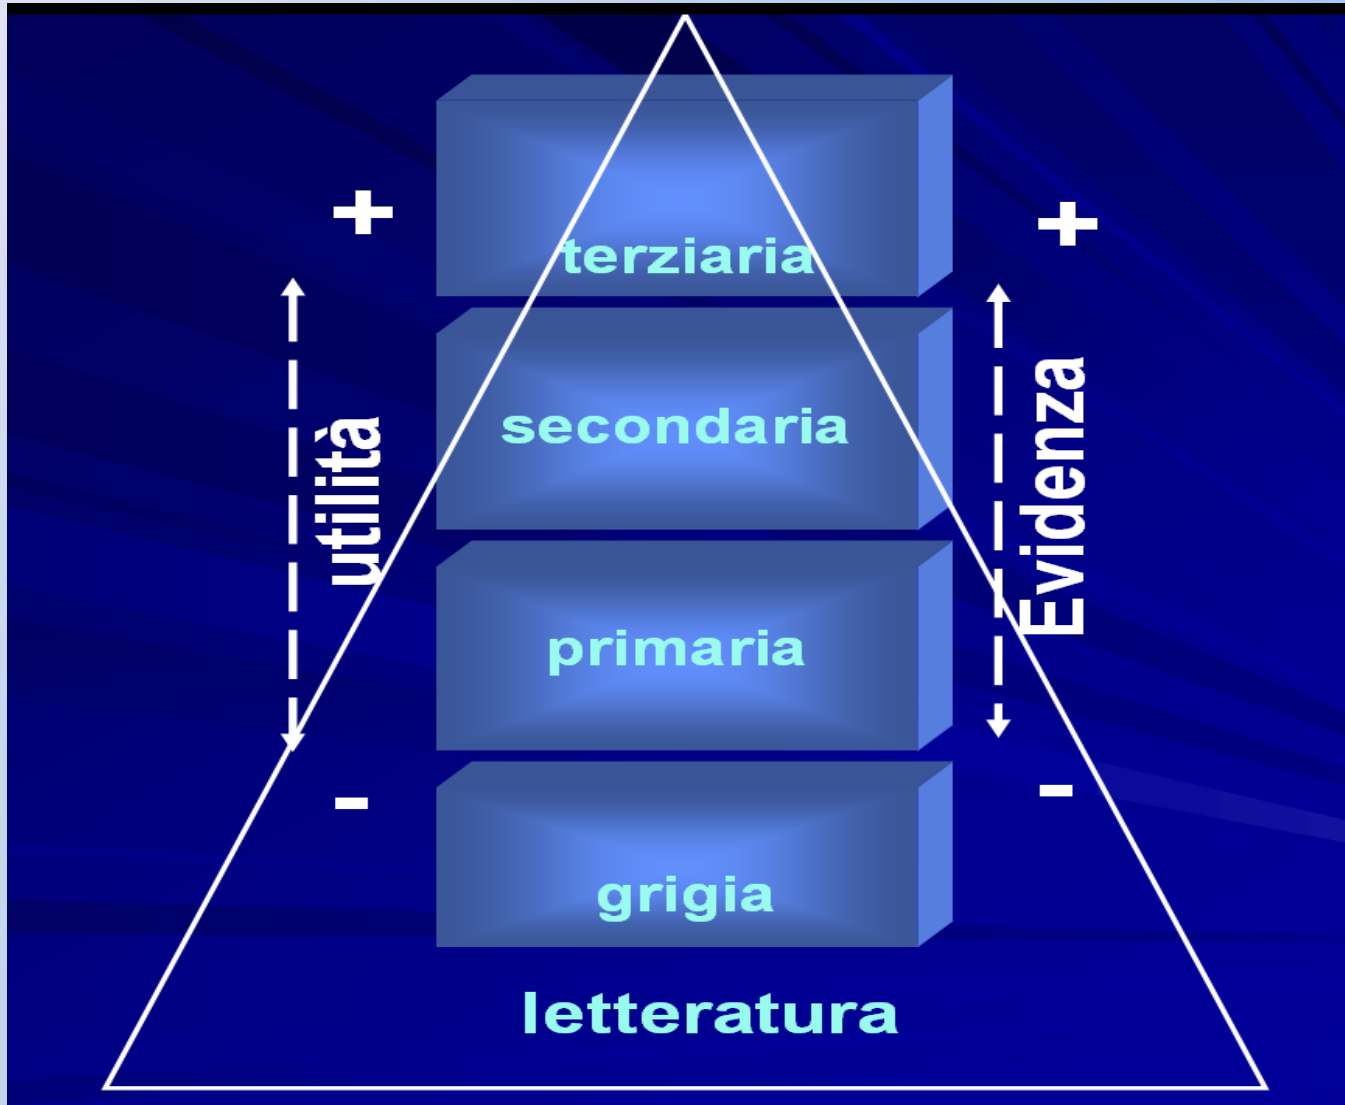 +
+
terziaria
utilità
secondaria
Evidenza
primaria
-
-
grigia
letteratura